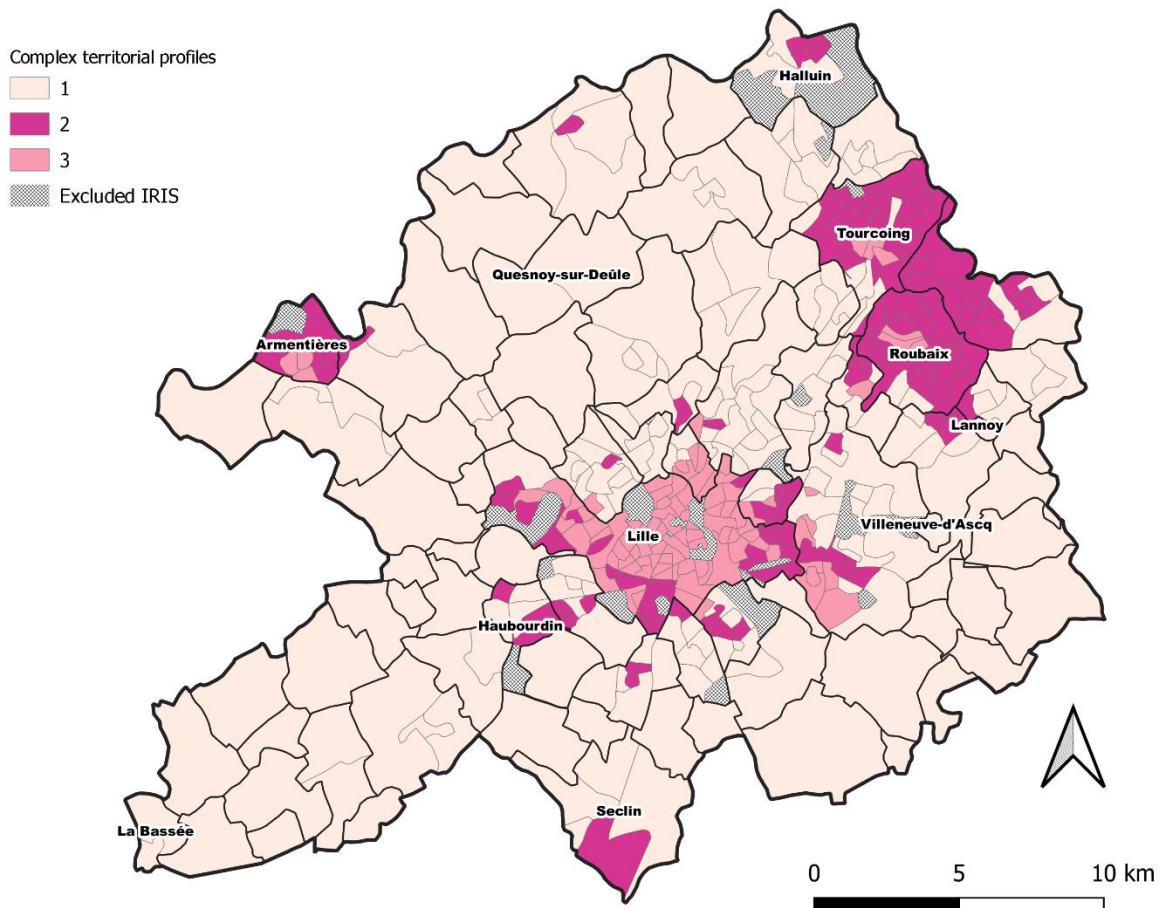 Complex territorial profiles
1
2
3
Excluded IRIS
Halluin
Tourcoing
Quesnoy-sur-Deûle
Armentières
Roubaix
Lannoy
Villeneuve-d'Ascq
Lille
Haubourdin
Seclin
La Bassée
0 5 10 km